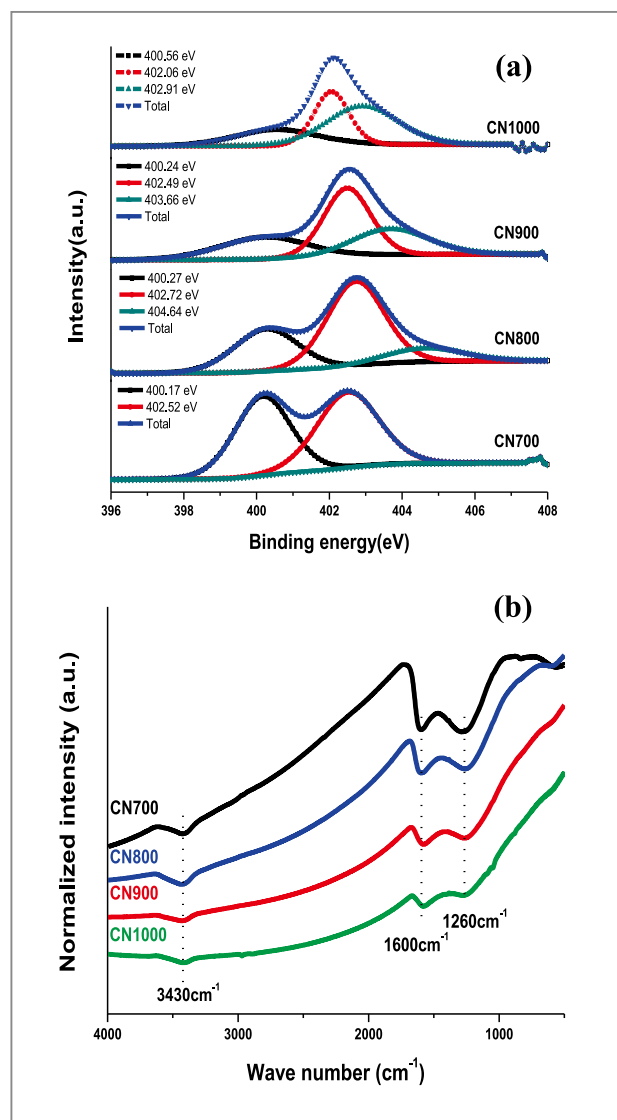 (a)
400.56 eV
402.06 eV
402.91 eV
Total
CN1000
400.24 eV
402.49 eV
403.66 eV
Total
CN900
400.27 eV
402.72 eV
404.64 eV
Total
CN800
400.17 eV
402.52 eV
Total
CN700
Intensity(a.u.)
396 398 400 402 404 406 408
Binding energy(eV)
(b)
Normalized intensity (a.u.)
CN700
CN800
CN900
CN1000
3430cm⁻¹
1600cm⁻¹
1260cm⁻¹
4000 3000 2000 1000
Wave number (cm⁻¹)